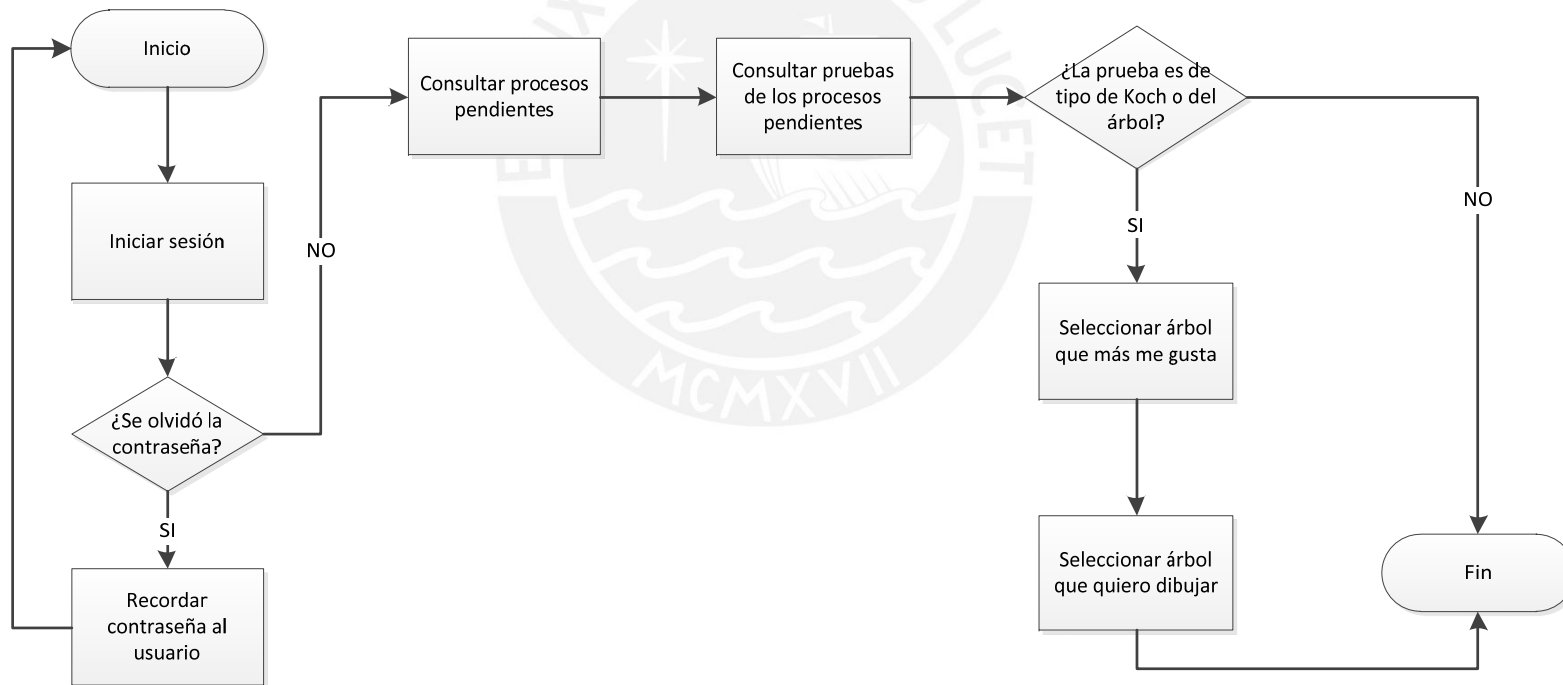 Inicio
Iniciar sesión
¿Se olvidó la
contraseña?
SI
Recordar
contraseña al
usuario
NO
Consultar procesos
pendientes
Consultar pruebas
de los procesos
pendientes
¿La prueba es de
tipo de Koch o del
árbol?
SI
Seleccionar árbol
que más me gusta
Seleccionar árbol
que quiero dibujar
NO
Fin
MCMXVII